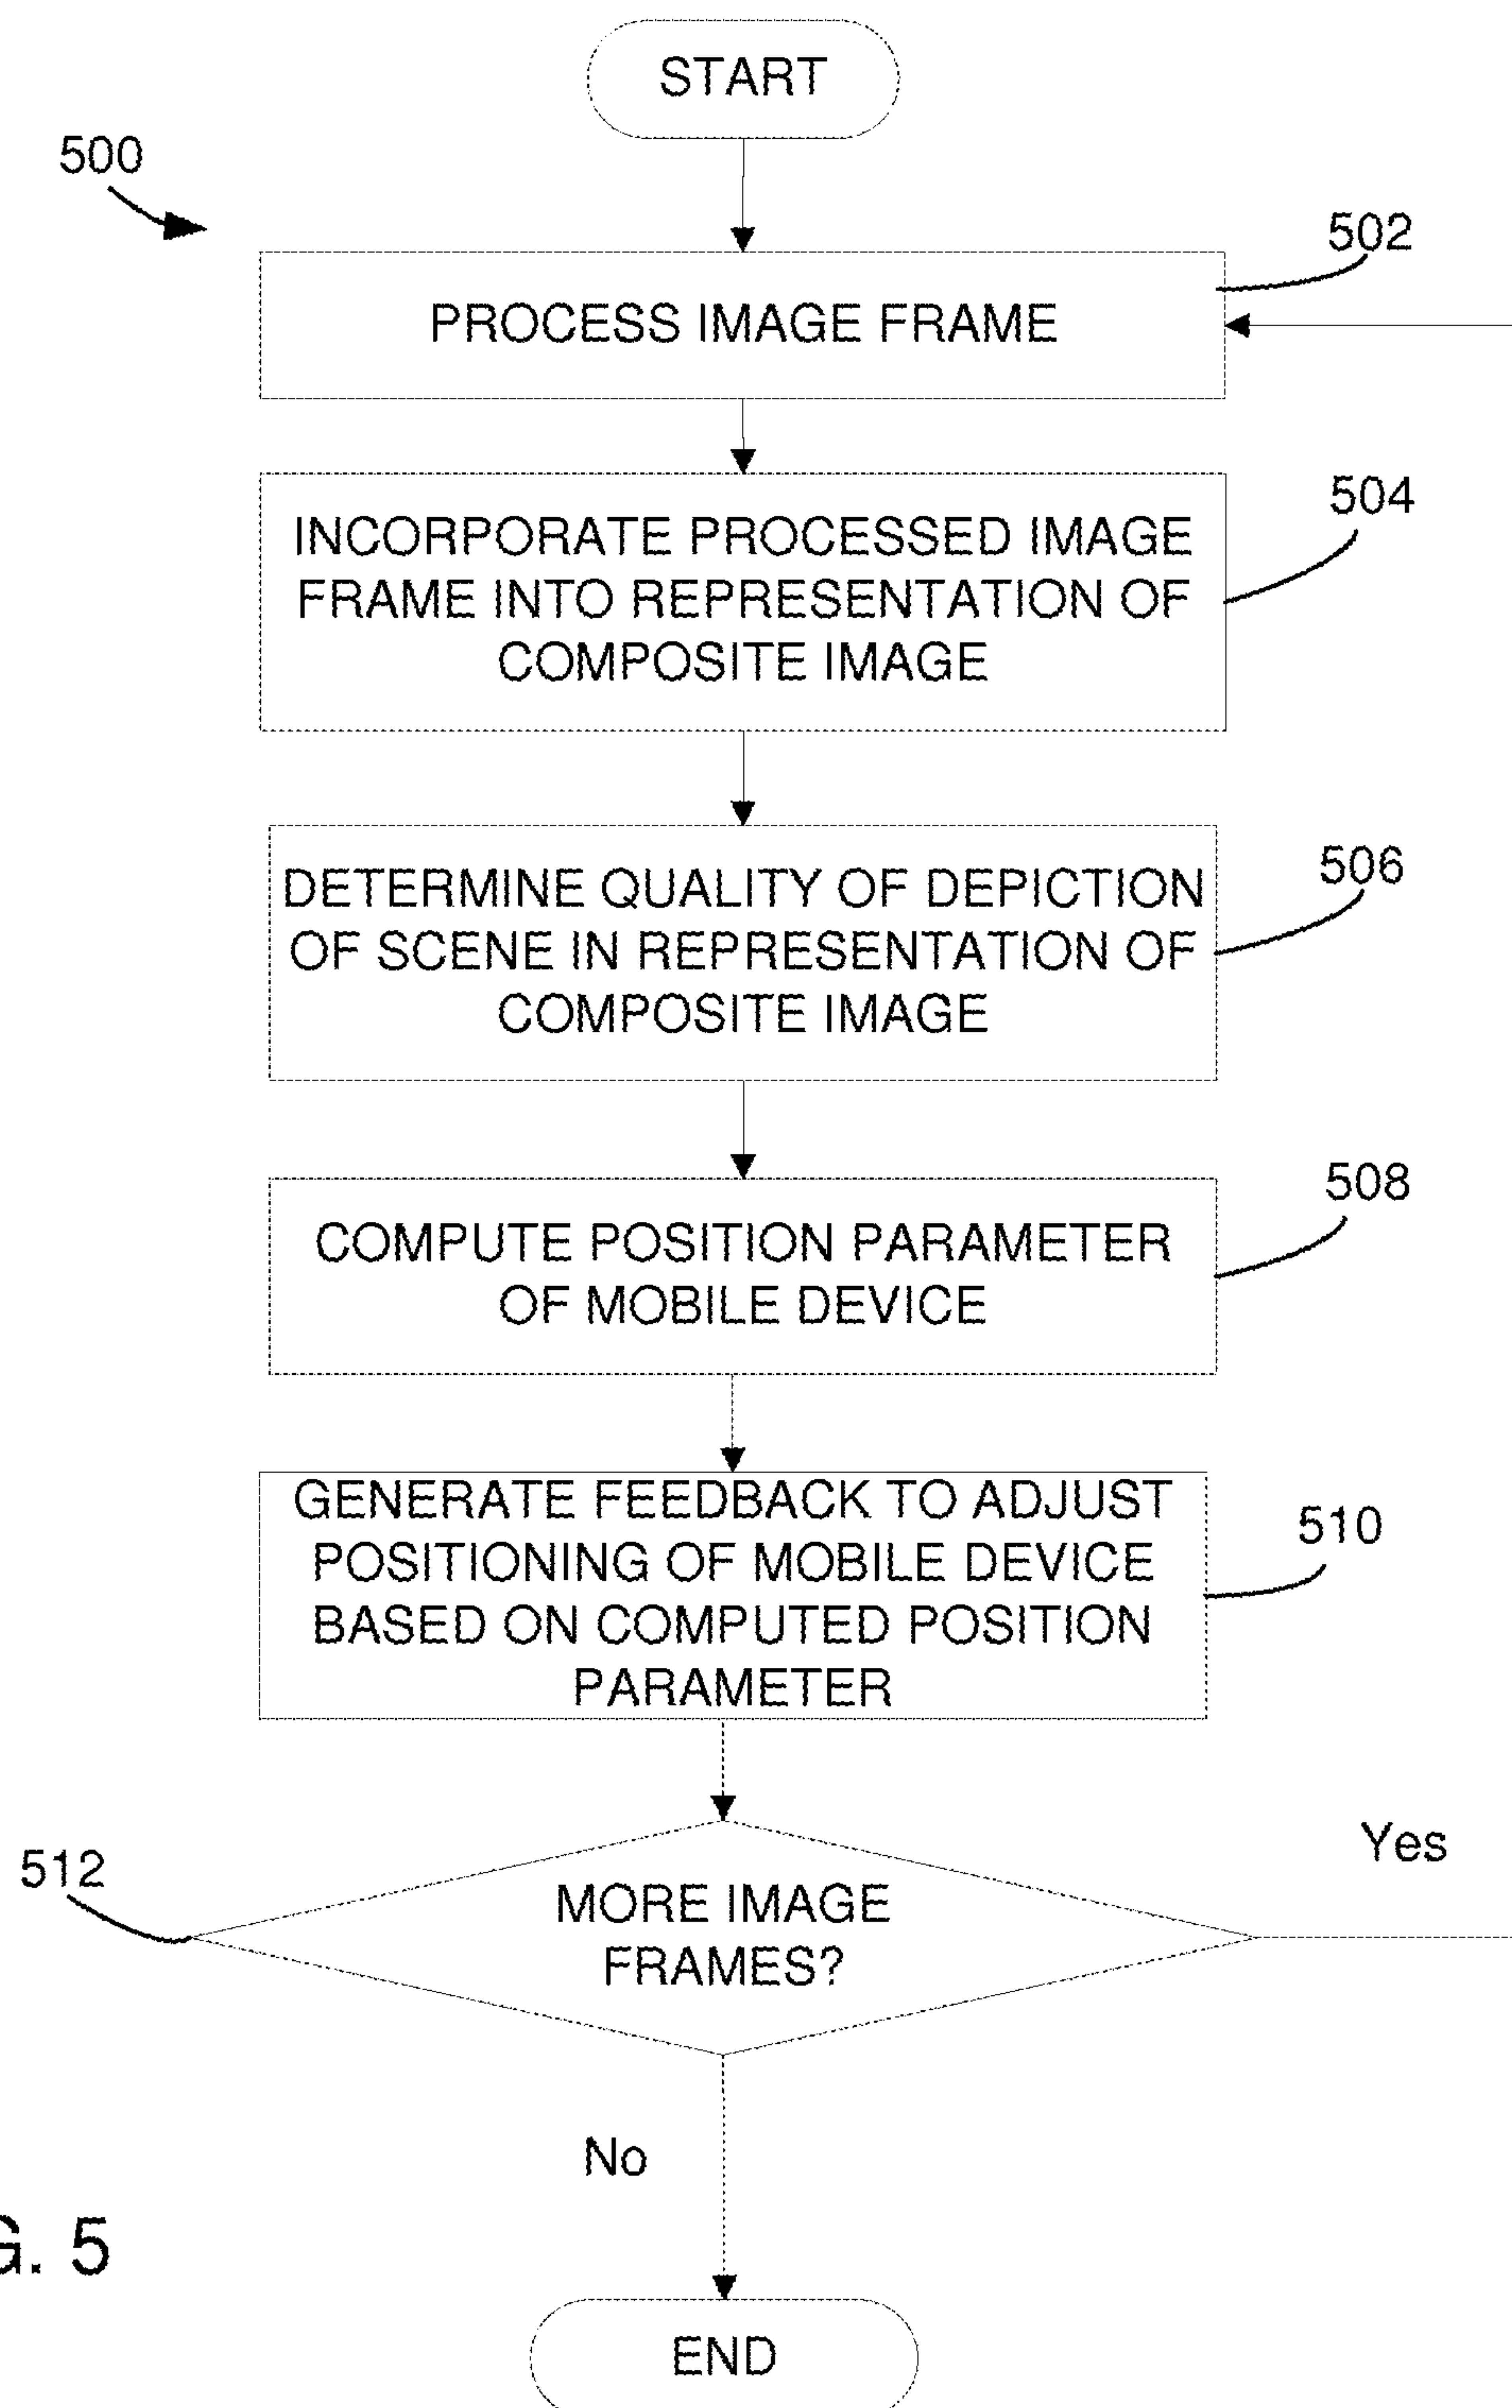 START
500
502
PROCESS IMAGE FRAME
504
INCORPORATE PROCESSED IMAGE
FRAME INTO REPRESENTATION OF
COMPOSITE IMAGE
506
DETERMINE QUALITY OF DEPICTION
OF SCENE IN REPRESENTATION OF
COMPOSITE IMAGE
508
COMPUTE POSITION PARAMETER
OF MOBILE DEVICE
510
GENERATE FEEDBACK TO ADJUST
POSITIONING OF MOBILE DEVICE
BASED ON COMPUTED POSITION
PARAMETER
512
Yes
MORE IMAGE
FRAMES?
No
G. 5
END